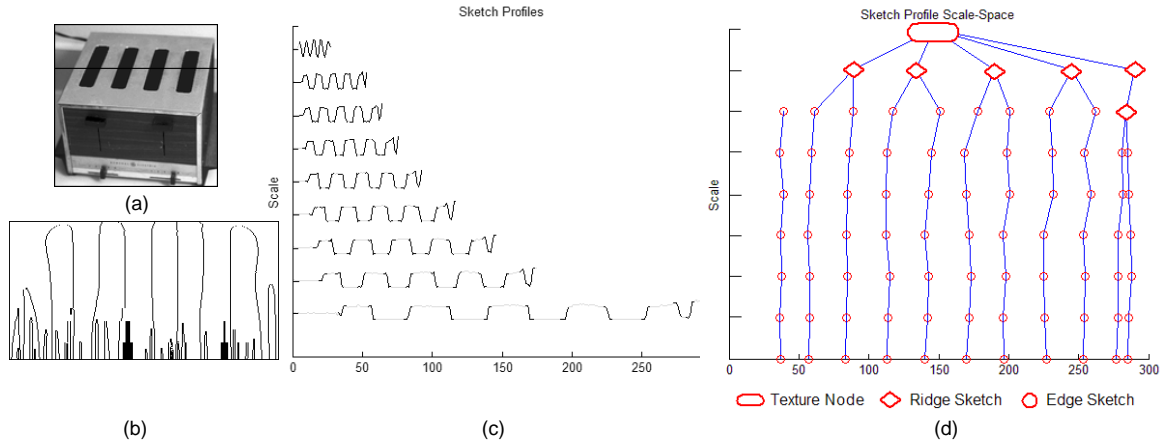 Sketch Profiles
Scale
0 50 100 150 200 250
(a)
(b)
(c)
Sketch Profile Scale-Space
Scale
0 50 100 150 200 250 300
Texture Node Ridge Sketch Edge Sketch
(d)